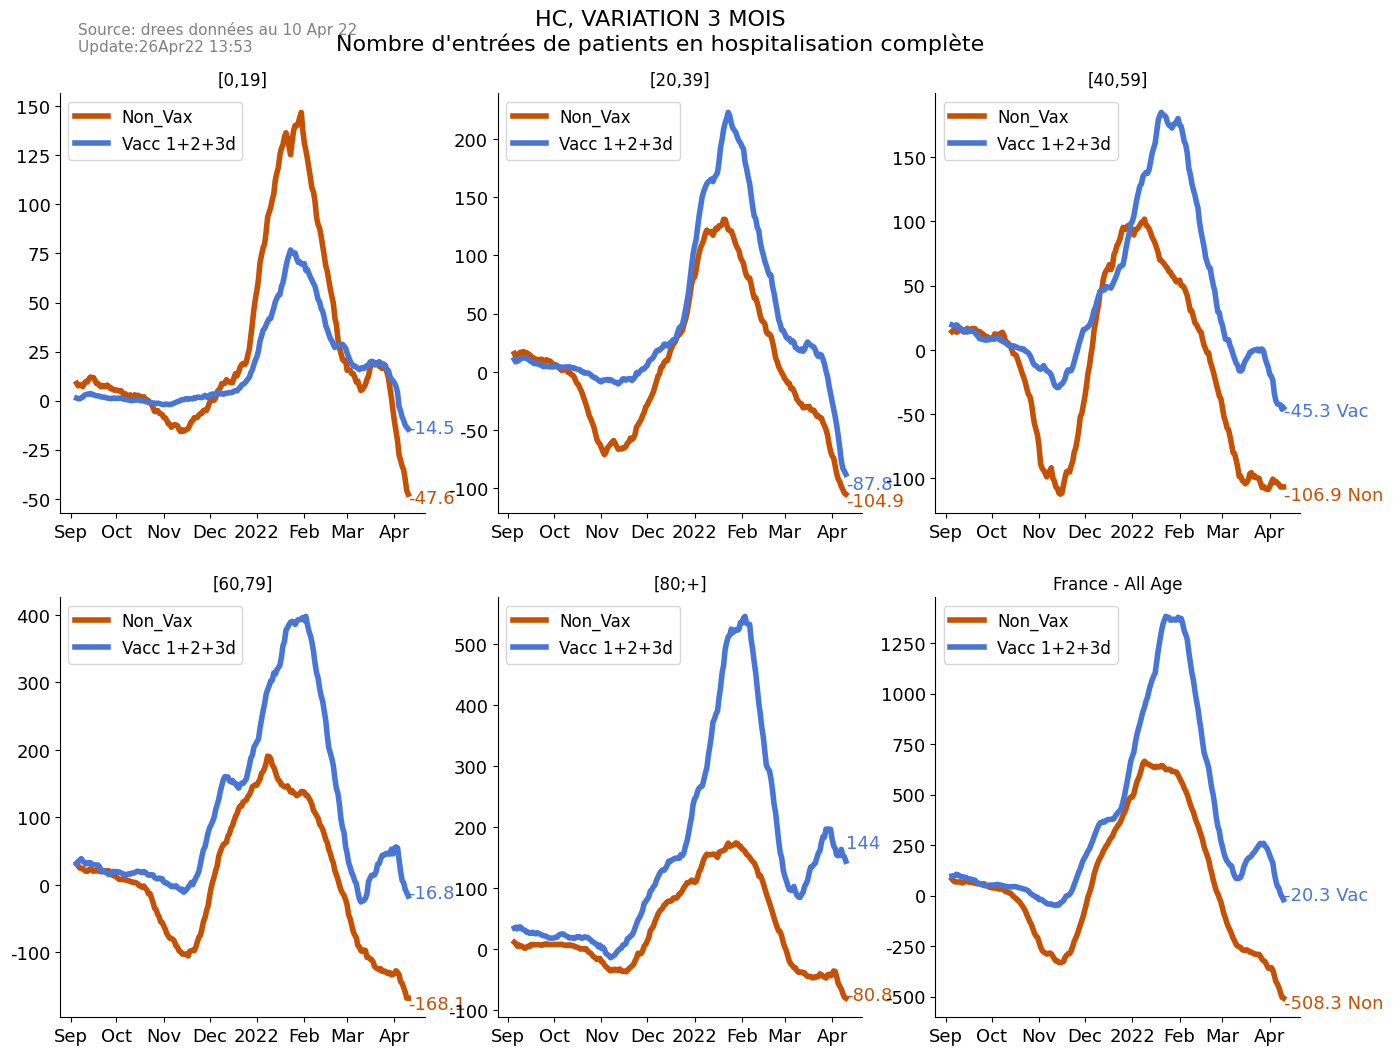 HC, VARIATION 3 MOIS
Nombre d'entrées de patients en hospitalisation complète
Source: drees données au 10 Apr 22
Update:26Apr22 13:53
[0,19]
Non_Vax
Vacc 1+2+3d
150
125
100
75
50
25
0
-25
-50
-14.5
-47.6
Sep Oct Nov Dec 2022 Feb Mar Apr
[20,39]
Non_Vax
Vacc 1+2+3d
200
150
100
50
0
-50
-100
-87.8
-104.9
Sep Oct Nov Dec 2022 Feb Mar Apr
[40,59]
Non_Vax
Vacc 1+2+3d
150
100
50
0
-50
-100
-45.3 Vac
-106.9 Non
Sep Oct Nov Dec 2022 Feb Mar Apr
[60,79]
Non_Vax
Vacc 1+2+3d
400
300
200
100
0
-100
-16.8
-168.1
Sep Oct Nov Dec 2022 Feb Mar Apr
[80;+]
Non_Vax
Vacc 1+2+3d
500
400
300
200
100
0
-100
144
-80.8
Sep Oct Nov Dec 2022 Feb Mar Apr
France - All Age
Non_Vax
Vacc 1+2+3d
1250
1000
750
500
250
0
-250
-500
-20.3 Vac
-508.3 Non
Sep Oct Nov Dec 2022 Feb Mar Apr